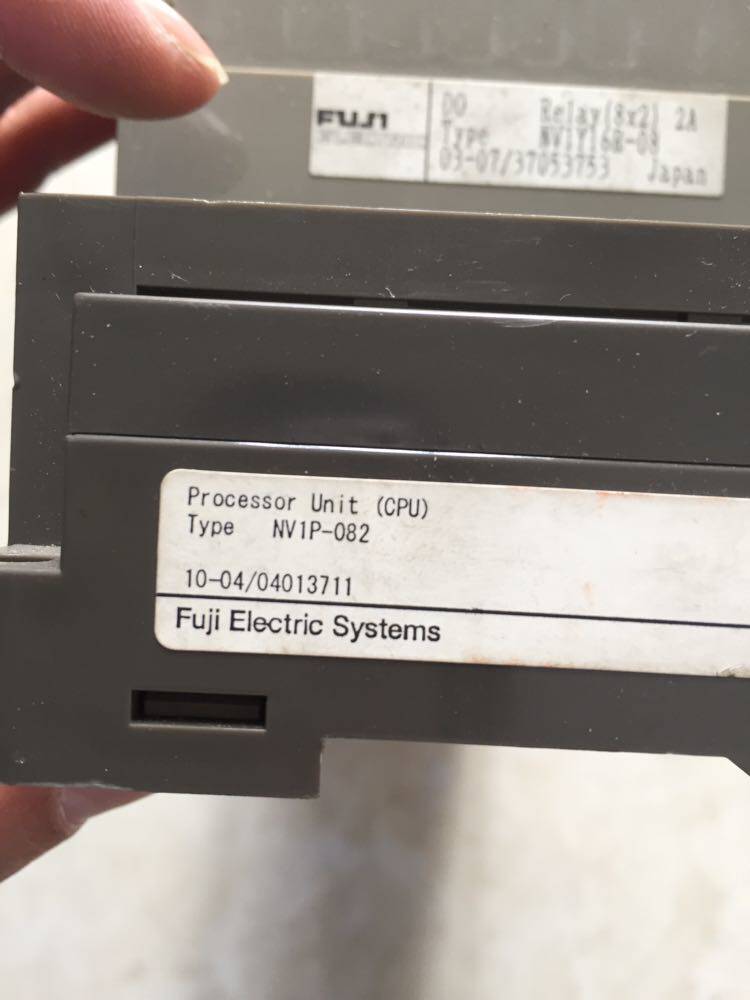 FUJI
DO Relay(8x2) 2A
Type NV1Y16R-08
03-07/37053753 Japan
Processor Unit (CPU)
Type NV1P-082
10-04/04013711
Fuji Electric Systems